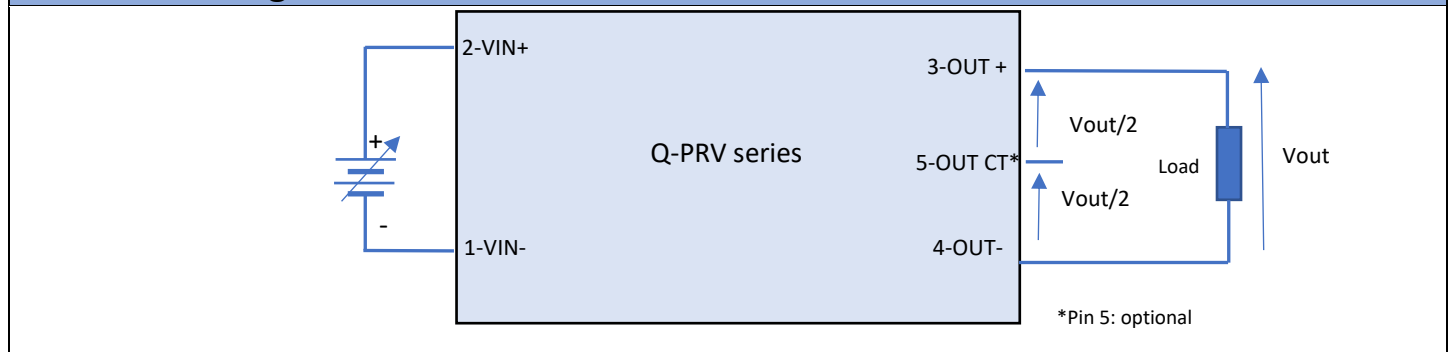 2-VIN+
3-OUT +
+
Vout/2
Q-PRV series
5-OUT CT*
Load
Vout
Vout/2
-
1-VIN-
4-OUT-
*Pin 5: optional